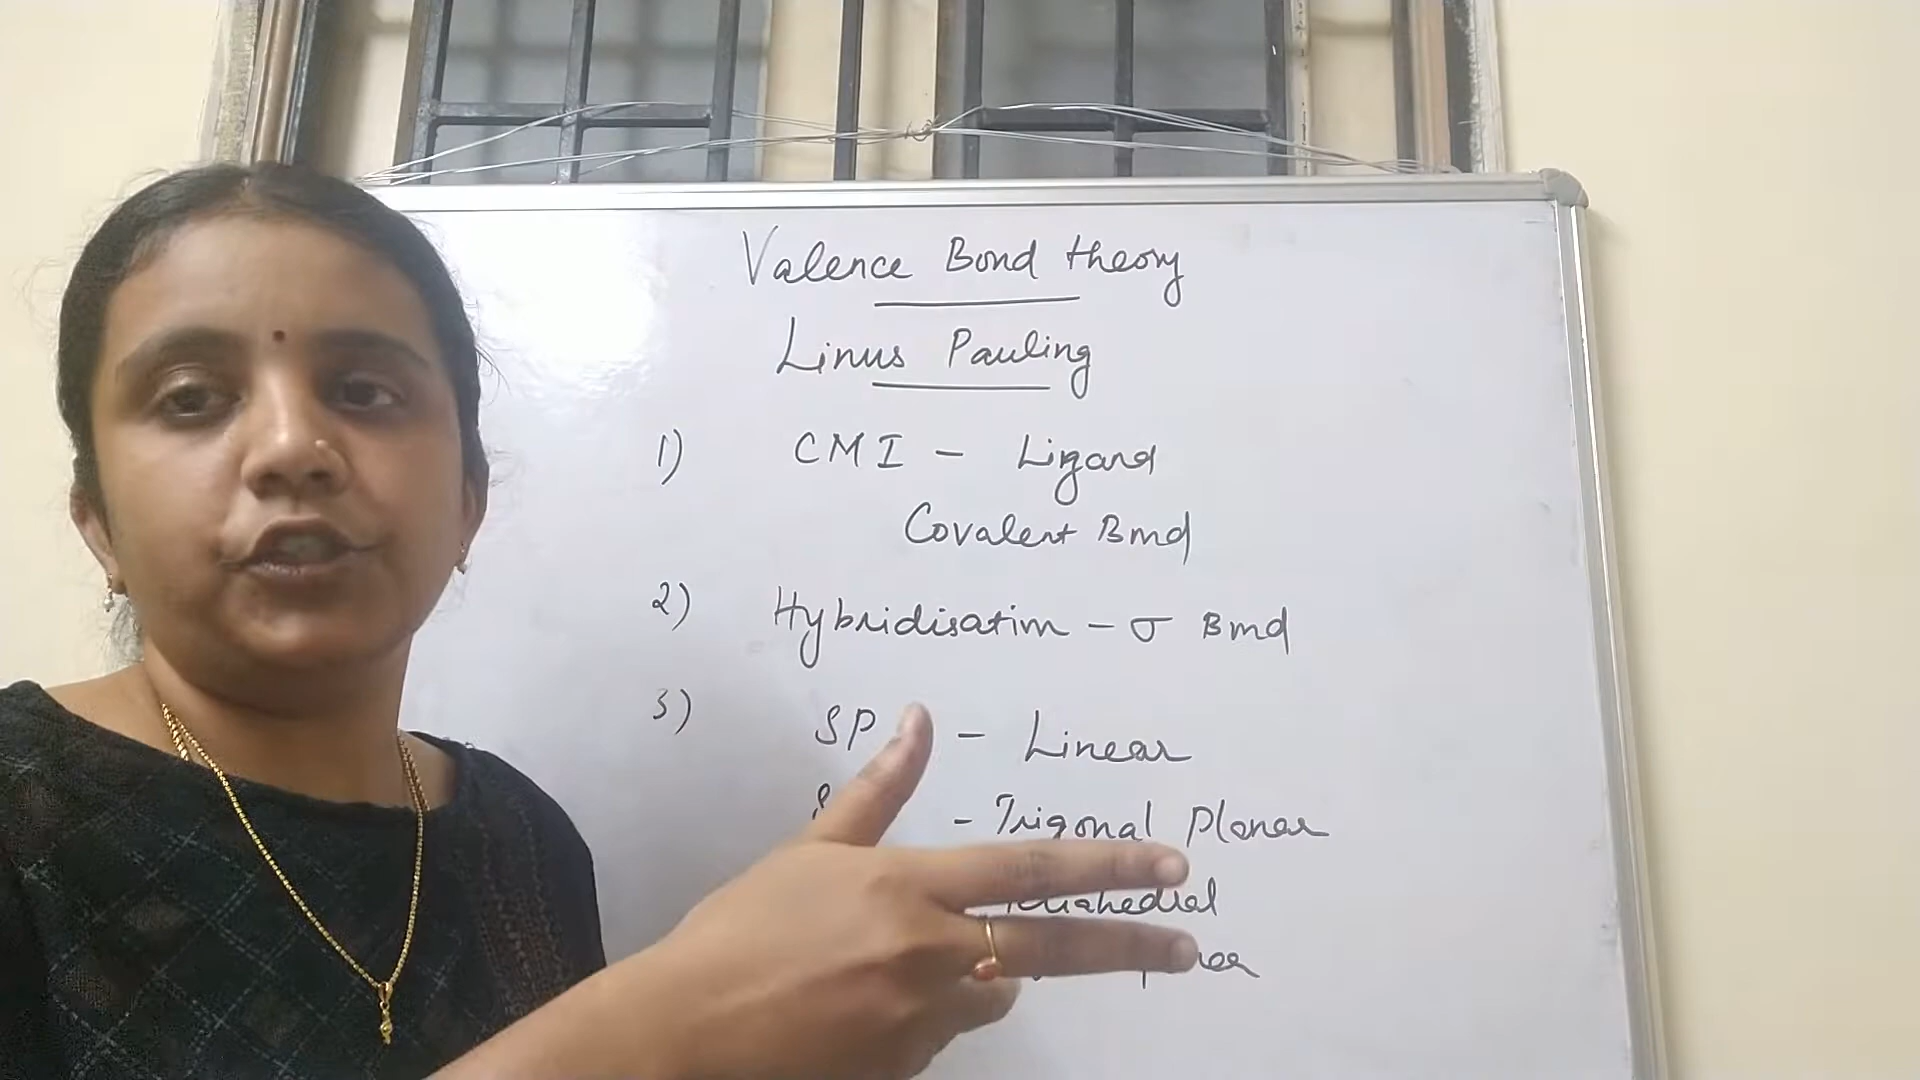 Valence Bond theory
Linus Pauling
1) CMI - Ligand
Covalent Bond
2) Hybridisation - σ Bond
3) SP - Linear
- Trigonal Planar